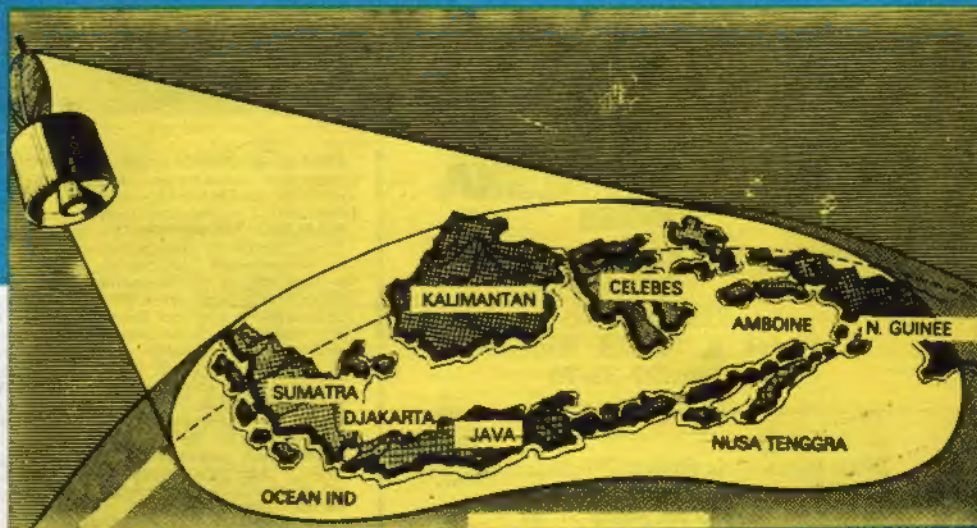 KALIMANTAN
CELEBES
AMBOINE
N. GUINEE
SUMATRA
DJAKARTA
JAVA
NUSA TENGGRA
OCEAN IND